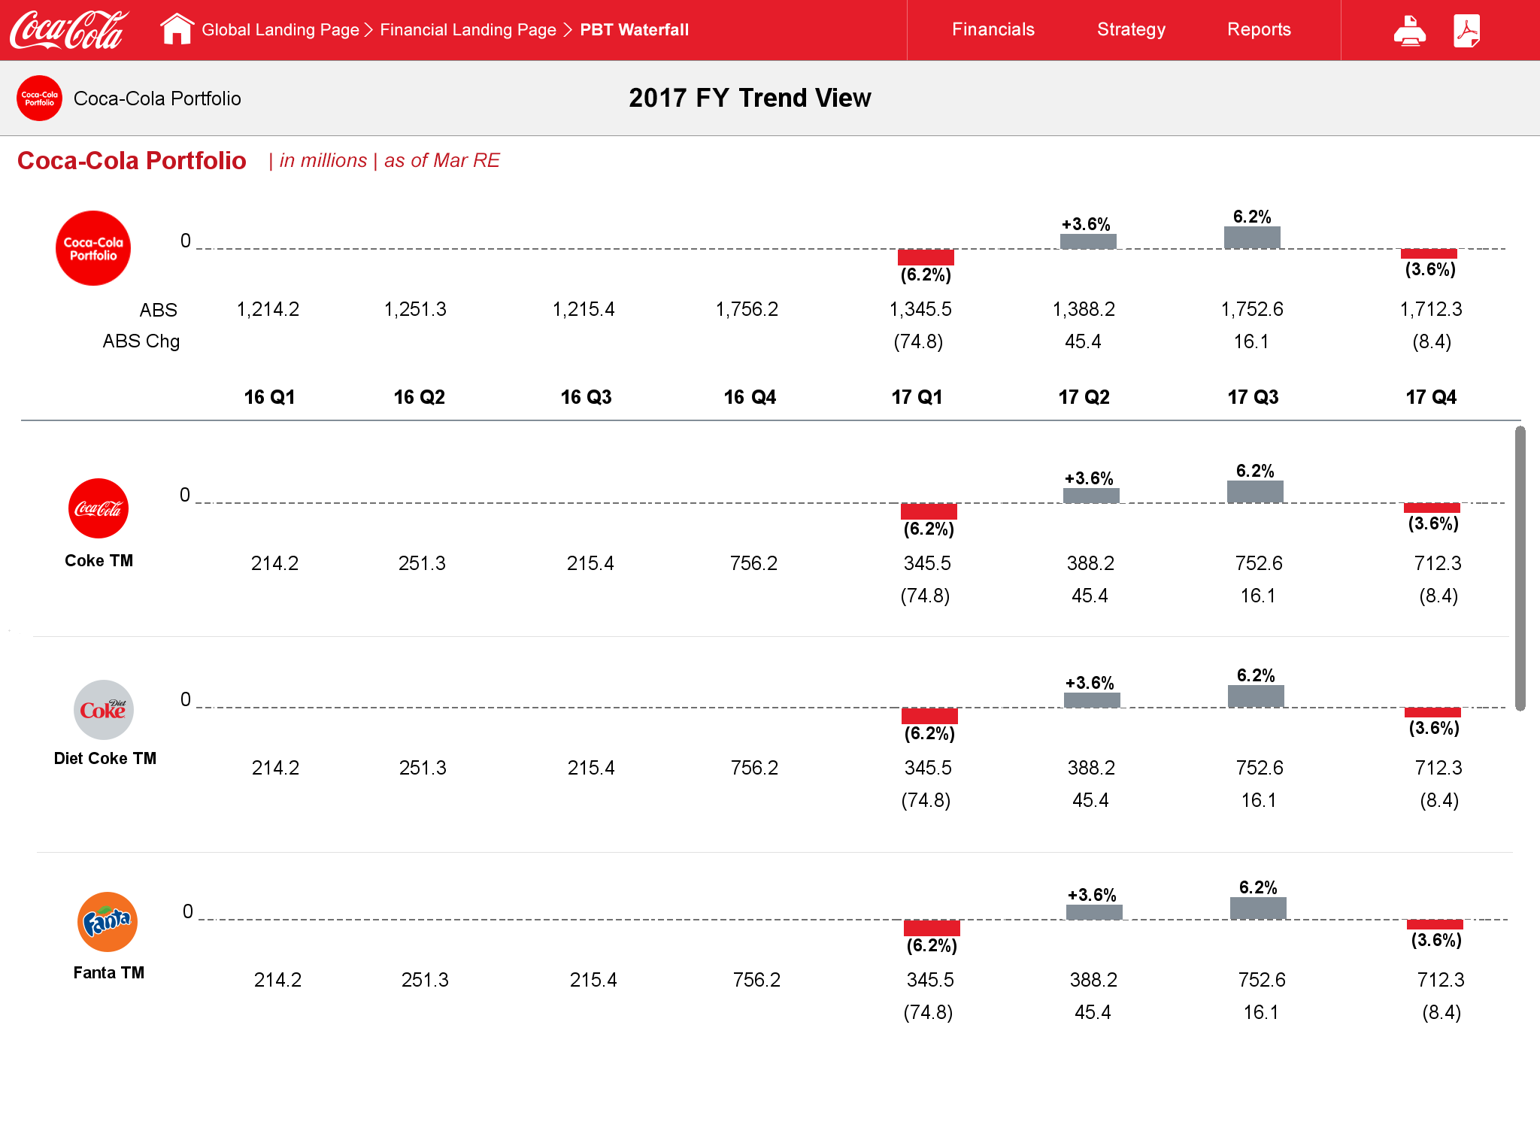 Coca-Cola
Global Landing Page > Financial Landing Page > PBT Waterfall
Financials Strategy Reports
Coca-Cola Portfolio
Coca-Cola Portfolio
2017 FY Trend View
Coca-Cola Portfolio | in millions | as of Mar RE
Coca-Cola Portfolio
0
(6.2%) +3.6% 6.2% (3.6%)
ABS 1,214.2 1,251.3 1,215.4 1,756.2 1,345.5 1,388.2 1,752.6 1,712.3
ABS Chg (74.8) 45.4 16.1 (8.4)
16 Q1 16 Q2 16 Q3 16 Q4 17 Q1 17 Q2 17 Q3 17 Q4
Coca-Cola
0
(6.2%) +3.6% 6.2% (3.6%)
Coke TM 214.2 251.3 215.4 756.2 345.5 388.2 752.6 712.3
(74.8) 45.4 16.1 (8.4)
Diet Coke
0
(6.2%) +3.6% 6.2% (3.6%)
Diet Coke TM
214.2 251.3 215.4 756.2 345.5 388.2 752.6 712.3
(74.8) 45.4 16.1 (8.4)
Fanta
0
(6.2%) +3.6% 6.2% (3.6%)
Fanta TM 214.2 251.3 215.4 756.2 345.5 388.2 752.6 712.3
(74.8) 45.4 16.1 (8.4)